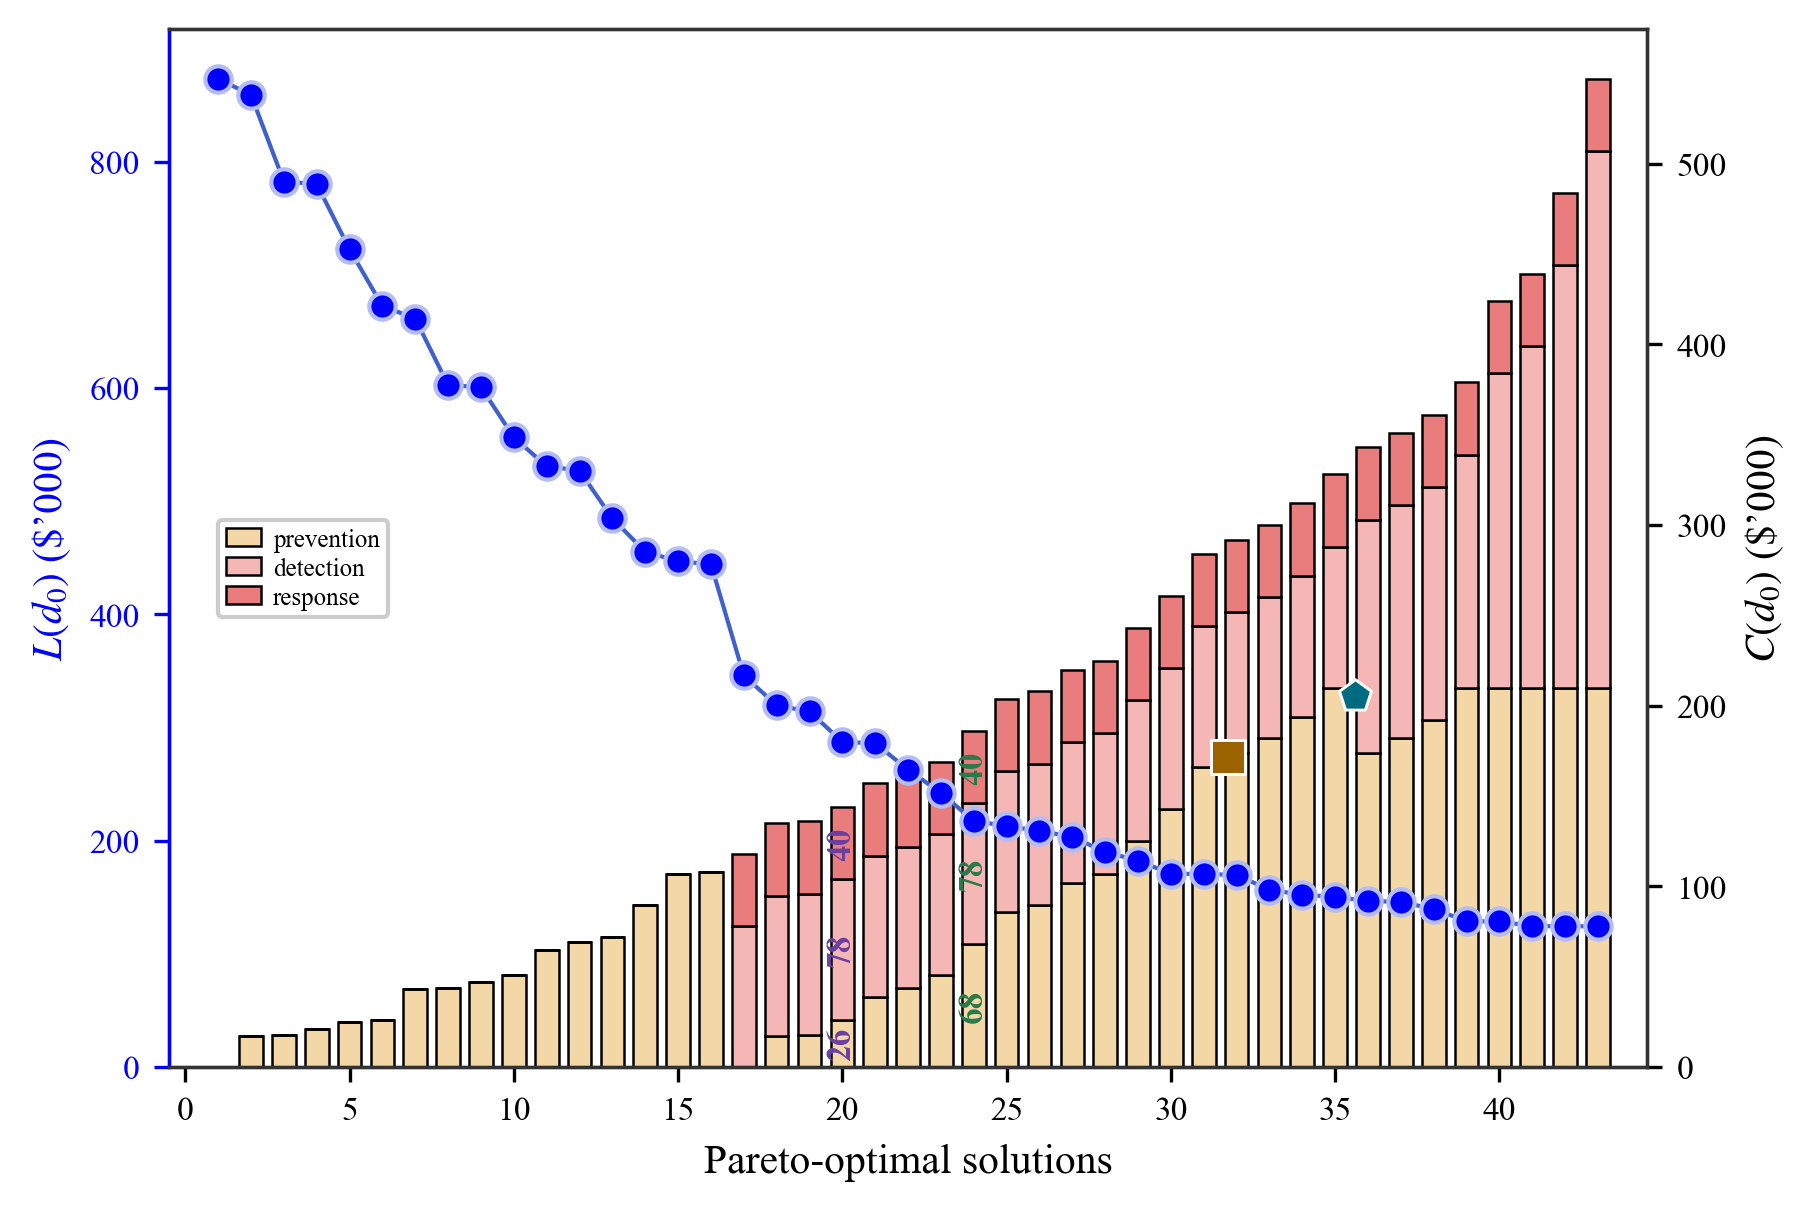 800
600
400
200
0
L(d₀) ($’000)
500
400
300
200
100
0
C(d₀) ($’000)
prevention
detection
response
40
78
26
40
78
68
0 5 10 15 20 25 30 35 40
Pareto-optimal solutions